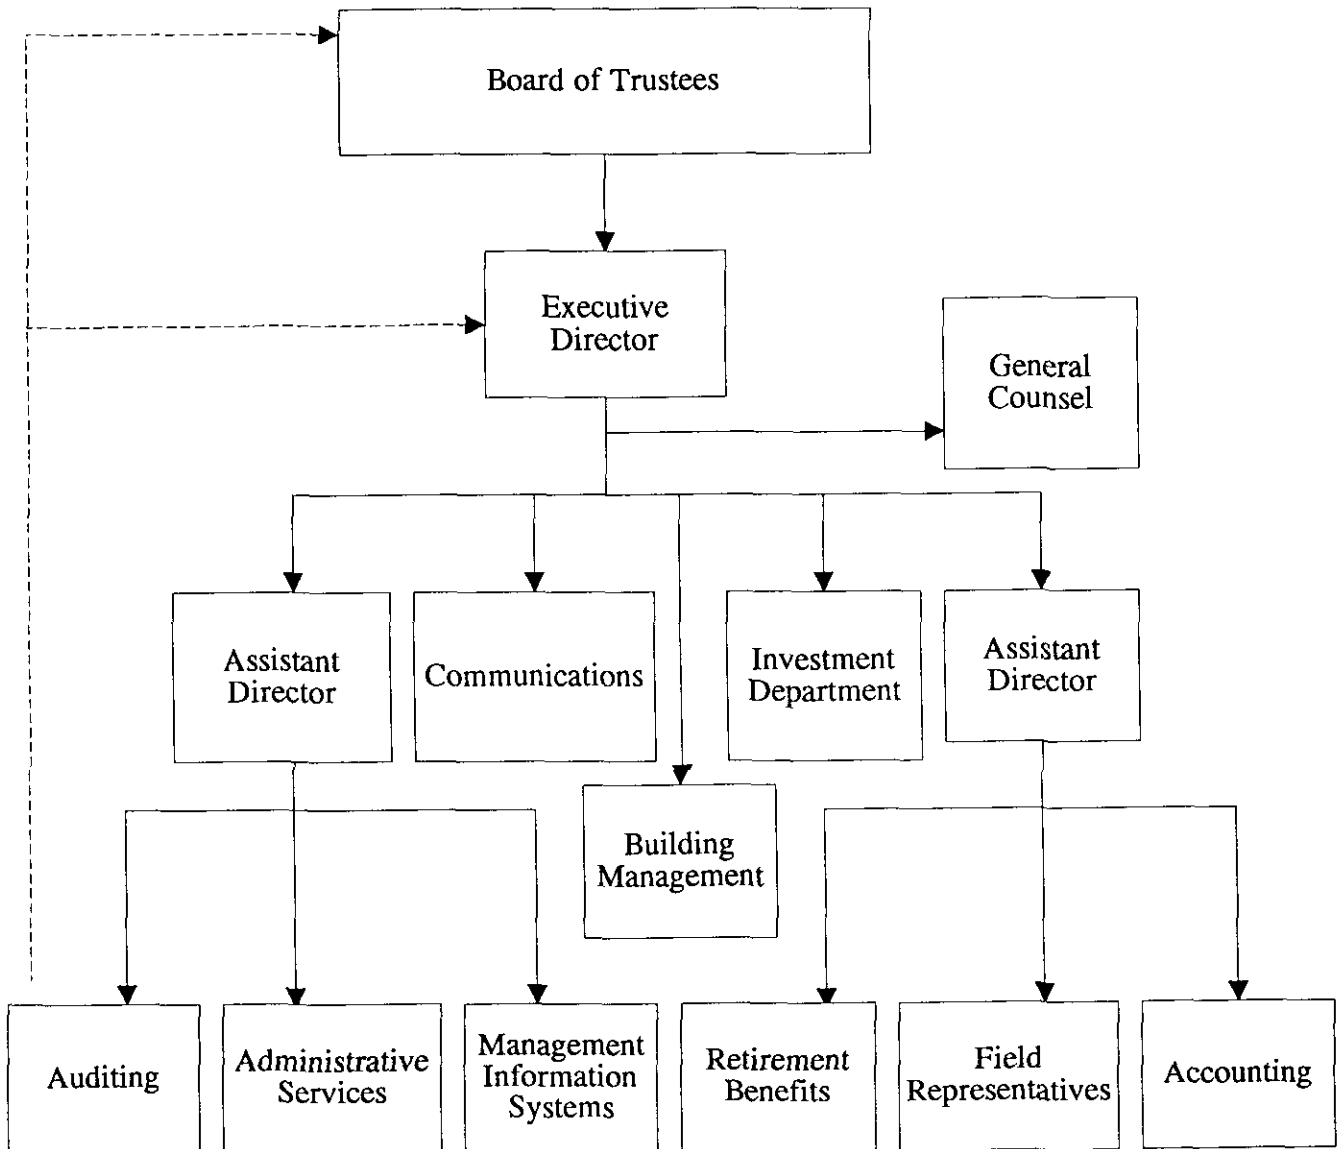 Board of Trustees
Executive
Director
General
Counsel
Assistant
Director
Communications
Investment
Department
Assistant
Director
Building
Management
Auditing
Administrative
Services
Management
Information
Systems
Retirement
Benefits
Field
Representatives
Accounting